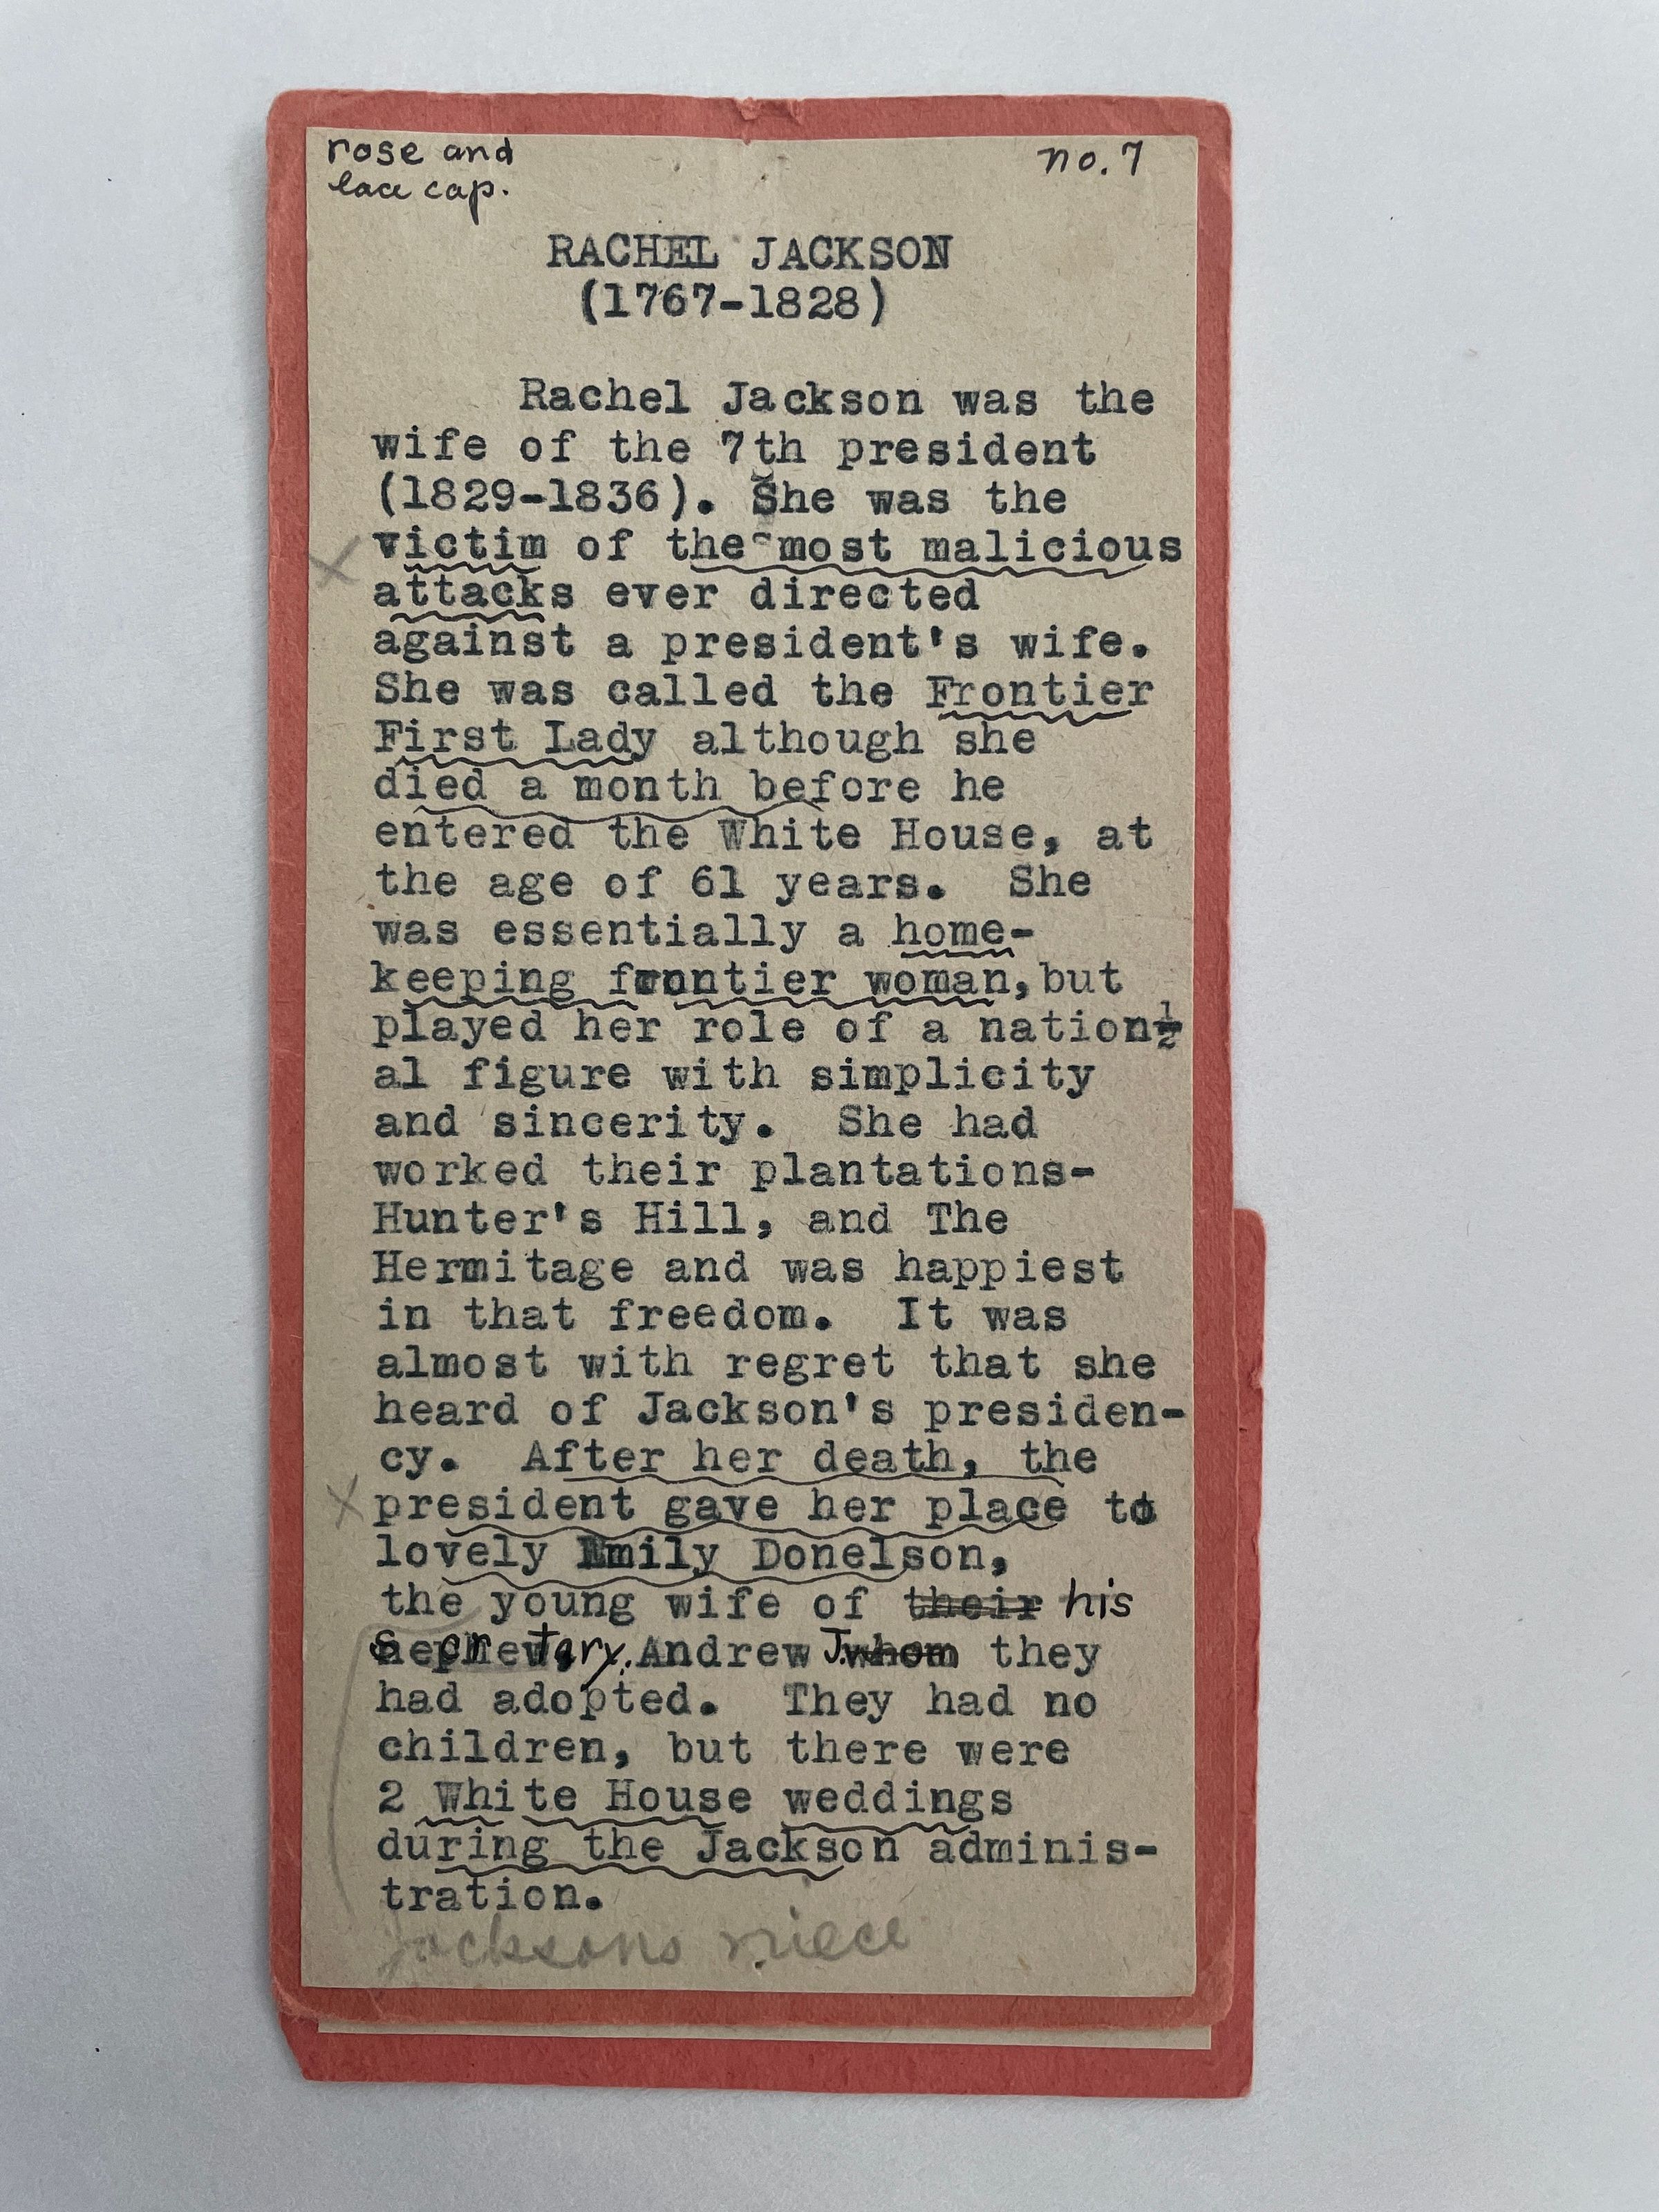 rose and
lace cap.
no. 7
RACHEL JACKSON
(1767-1828)
Rachel Jackson was the
wife of the 7th president
(1829-1836). She was the
victim of the most malicious
attacks ever directed
against a president's wife.
She was called the Frontier
First Lady although she
died a month before he
entered the White House, at
the age of 61 years. She
was essentially a home-
keeping frontier woman, but
played her role of a nation½
al figure with simplicity
and sincerity. She had
worked their plantations-
Hunter's Hill, and The
Hermitage and was happiest
in that freedom. It was
almost with regret that she
heard of Jackson's presiden-
cy. After her death, the
president gave her place to
lovely Emily Donelson,
the young wife of their his
nephew, Secretary, Andrew J. whom they
had adopted. They had no
children, but there were
2 White House weddings
during the Jackson adminis-
tration.
Jacksons niece